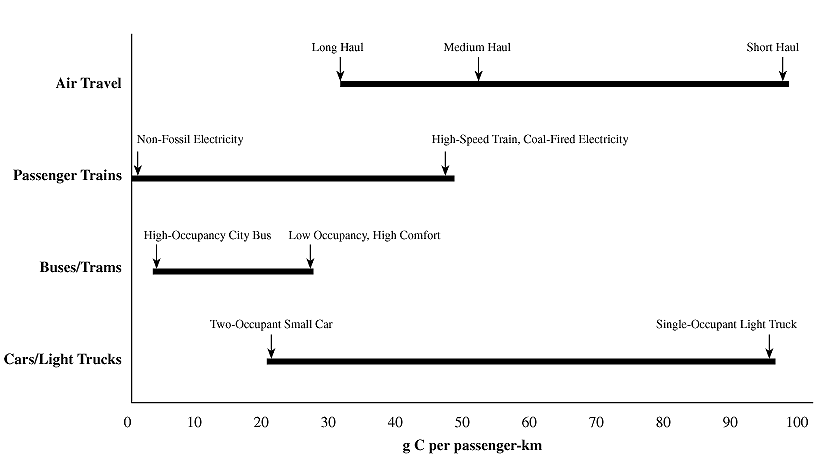 Long Haul Medium Haul Short Haul
Air Travel
Non-Fossil Electricity High-Speed Train, Coal-Fired Electricity
Passenger Trains
High-Occupancy City Bus Low Occupancy, High Comfort
Buses/Trams
Two-Occupant Small Car Single-Occupant Light Truck
Cars/Light Trucks
0 10 20 30 40 50 60 70 80 90 100
g C per passenger-km